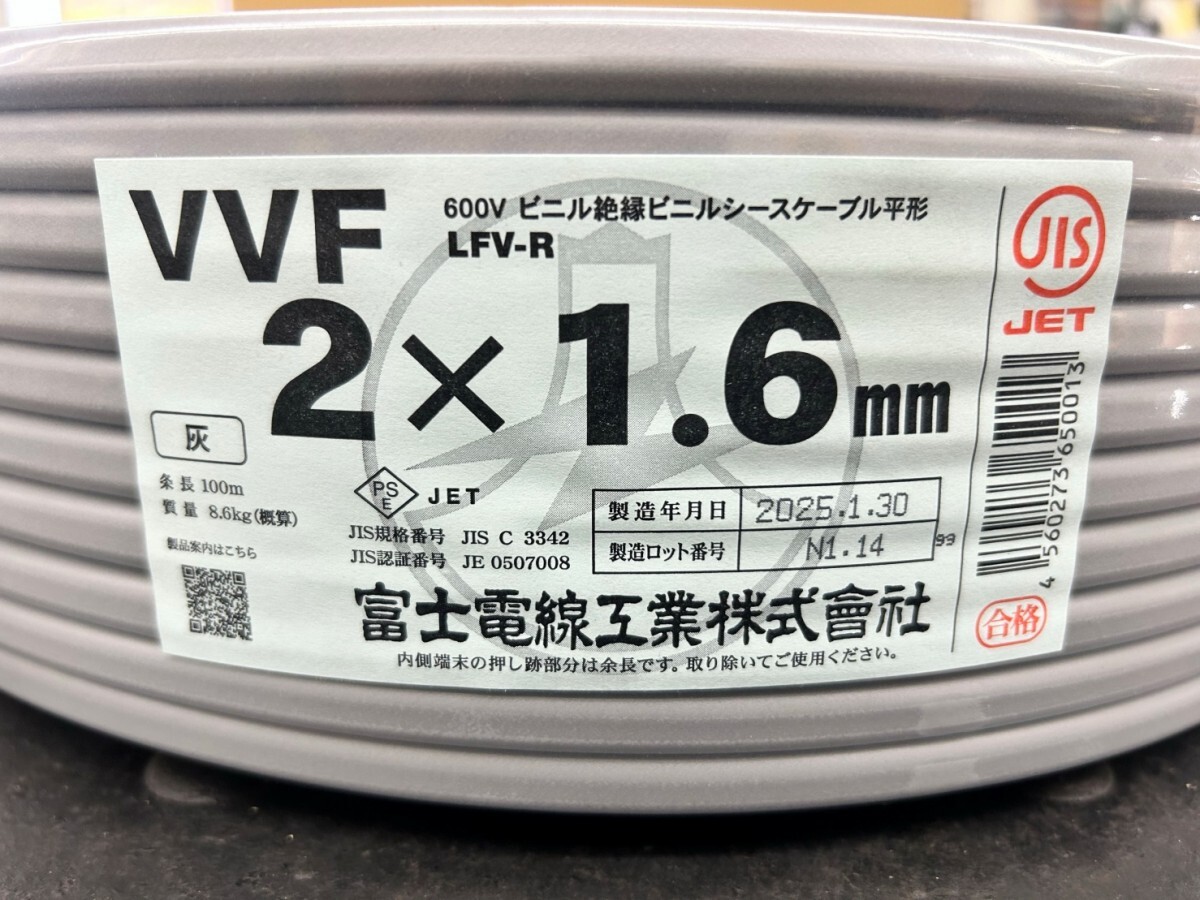 VVF
600V ビニル絶縁ビニルシースケーブル平形
LFV-R
2×1.6mm
灰
条長 100m
質量 8.6kg(概算)
製品案内はこちら
PS
E
JET
JIS規格番号 JIS C 3342
JIS認証番号 JE 0507008
製造年月日 2025.1.30
製造ロット番号 N1.14
93
富士電線工業株式會社
内側端末の押し跡部分は余長です。取り除いてご使用ください。
JIS
JET
4 560273 650013
合格